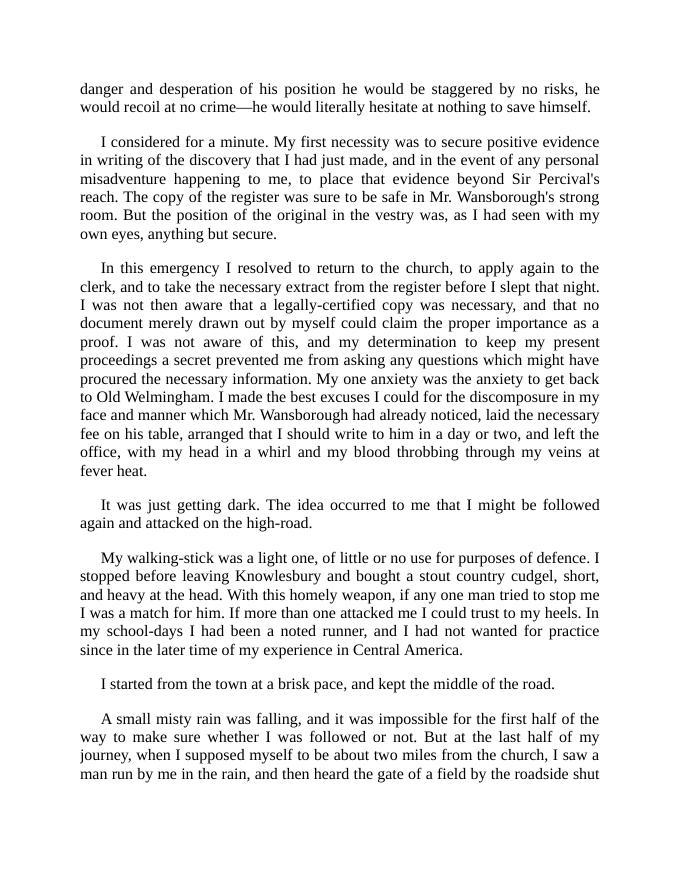 danger and desperation of his position he would be staggered by no risks, he
would recoil at no crime—he would literally hesitate at nothing to save himself.
I considered for a minute. My first necessity was to secure positive evidence
in writing of the discovery that I had just made, and in the event of any personal
misadventure happening to me, to place that evidence beyond Sir Percival's
reach. The copy of the register was sure to be safe in Mr. Wansborough's strong
room. But the position of the original in the vestry was, as I had seen with my
own eyes, anything but secure.
In this emergency I resolved to return to the church, to apply again to the
clerk, and to take the necessary extract from the register before I slept that night.
I was not then aware that a legally-certified copy was necessary, and that no
document merely drawn out by myself could claim the proper importance as a
proof. I was not aware of this, and my determination to keep my present
proceedings a secret prevented me from asking any questions which might have
procured the necessary information. My one anxiety was the anxiety to get back
to Old Welmingham. I made the best excuses I could for the discomposure in my
face and manner which Mr. Wansborough had already noticed, laid the necessary
fee on his table, arranged that I should write to him in a day or two, and left the
office, with my head in a whirl and my blood throbbing through my veins at
fever heat.
It was just getting dark. The idea occurred to me that I might be followed
again and attacked on the high-road.
My walking-stick was a light one, of little or no use for purposes of defence. I
stopped before leaving Knowlesbury and bought a stout country cudgel, short,
and heavy at the head. With this homely weapon, if any one man tried to stop me
I was a match for him. If more than one attacked me I could trust to my heels. In
my school-days I had been a noted runner, and I had not wanted for practice
since in the later time of my experience in Central America.
I started from the town at a brisk pace, and kept the middle of the road.
A small misty rain was falling, and it was impossible for the first half of the
way to make sure whether I was followed or not. But at the last half of my
journey, when I supposed myself to be about two miles from the church, I saw a
man run by me in the rain, and then heard the gate of a field by the roadside shut